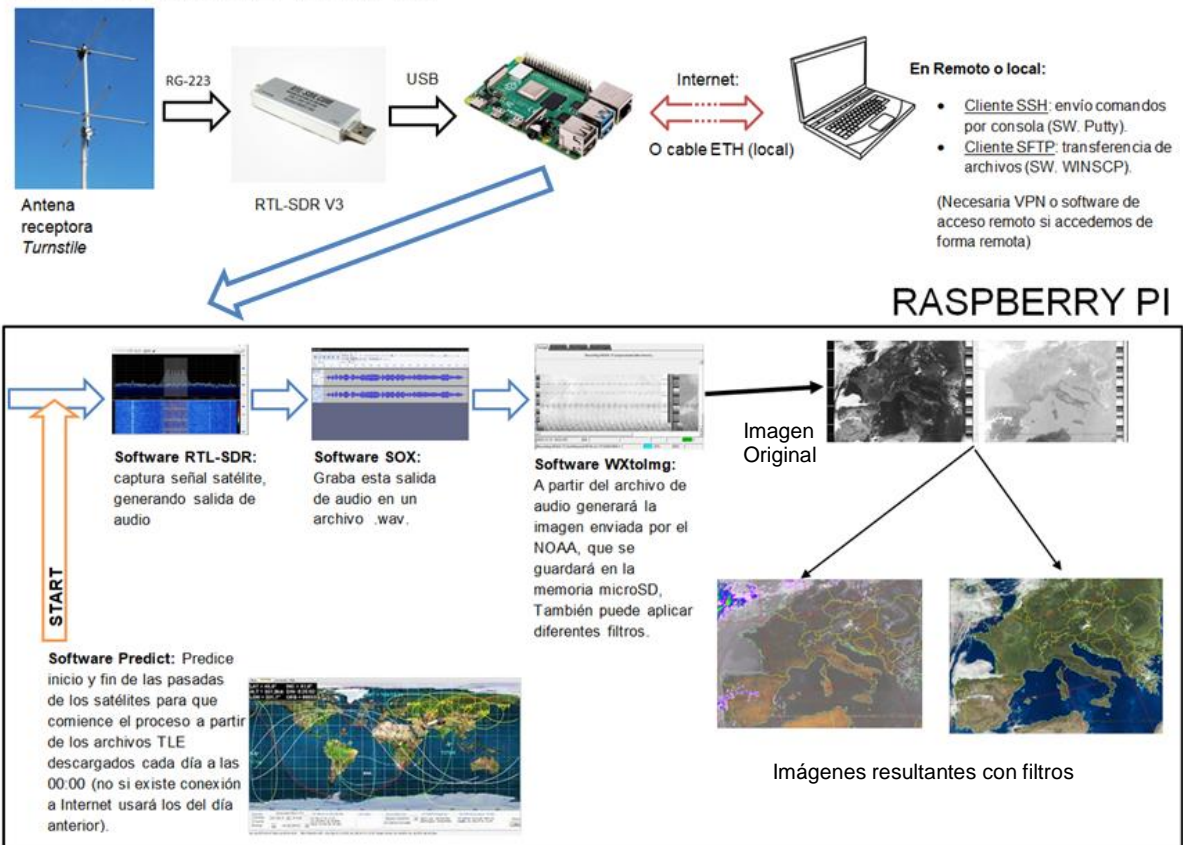 RG-223
USB
Internet:
O cable ETH (local)
Antena
receptora
Turnstile
RTL-SDR V3
En Remoto o local:
• Cliente SSH: envío comandos
por consola (SW. Putty).
• Cliente SFTP: transferencia de
archivos (SW. WINSCP).
(Necesaria VPN o software de
acceso remoto si accedemos de
forma remota)
RASPBERRY PI
START
Software RTL-SDR:
captura señal satélite,
generando salida de
audio
Software SOX:
Graba esta salida
de audio en un
archivo .wav.
Software WXtoImg:
A partir del archivo de
audio generará la
imagen enviada por el
NOAA, que se
guardará en la
memoria microSD,
También puede aplicar
diferentes filtros.
Imagen
Original
Software Predict: Predice
inicio y fin de las pasadas
de los satélites para que
comience el proceso a partir
de los archivos TLE
descargados cada día a las
00:00 (no si existe conexión
a Internet usará los del día
anterior).
Imágenes resultantes con filtros